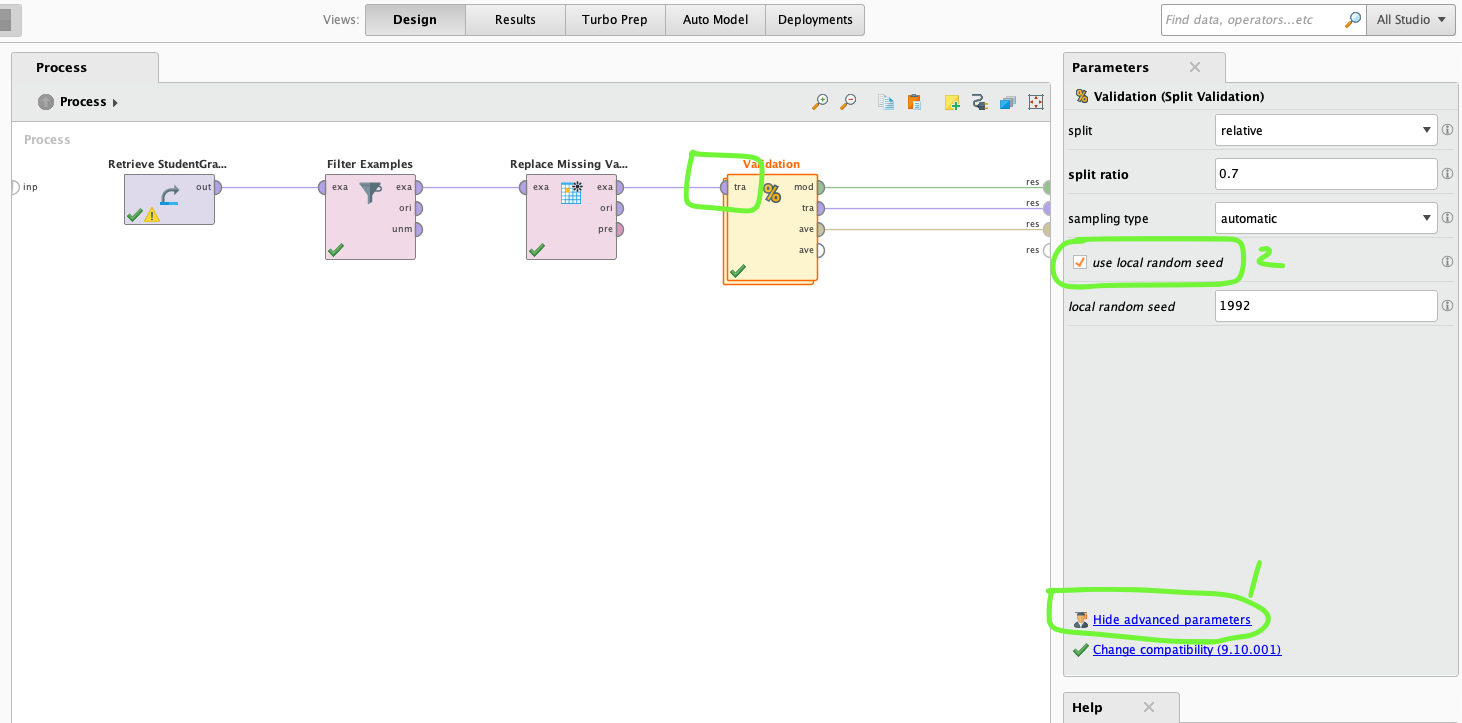 Views: Design Results Turbo Prep Auto Model Deployments Find data, operators...etc All Studio
Process Parameters
Process Validation (Split Validation)
Process
split relative
Retrieve StudentGra... Filter Examples Replace Missing Va... Validation
inp out exa exa exa exa tra mod res
split ratio 0.7
ori ori tra res
unm pre ave res
sampling type automatic
ave res
use local random seed 2
local random seed 1992
1
Hide advanced parameters
Change compatibility (9.10.001)
Help